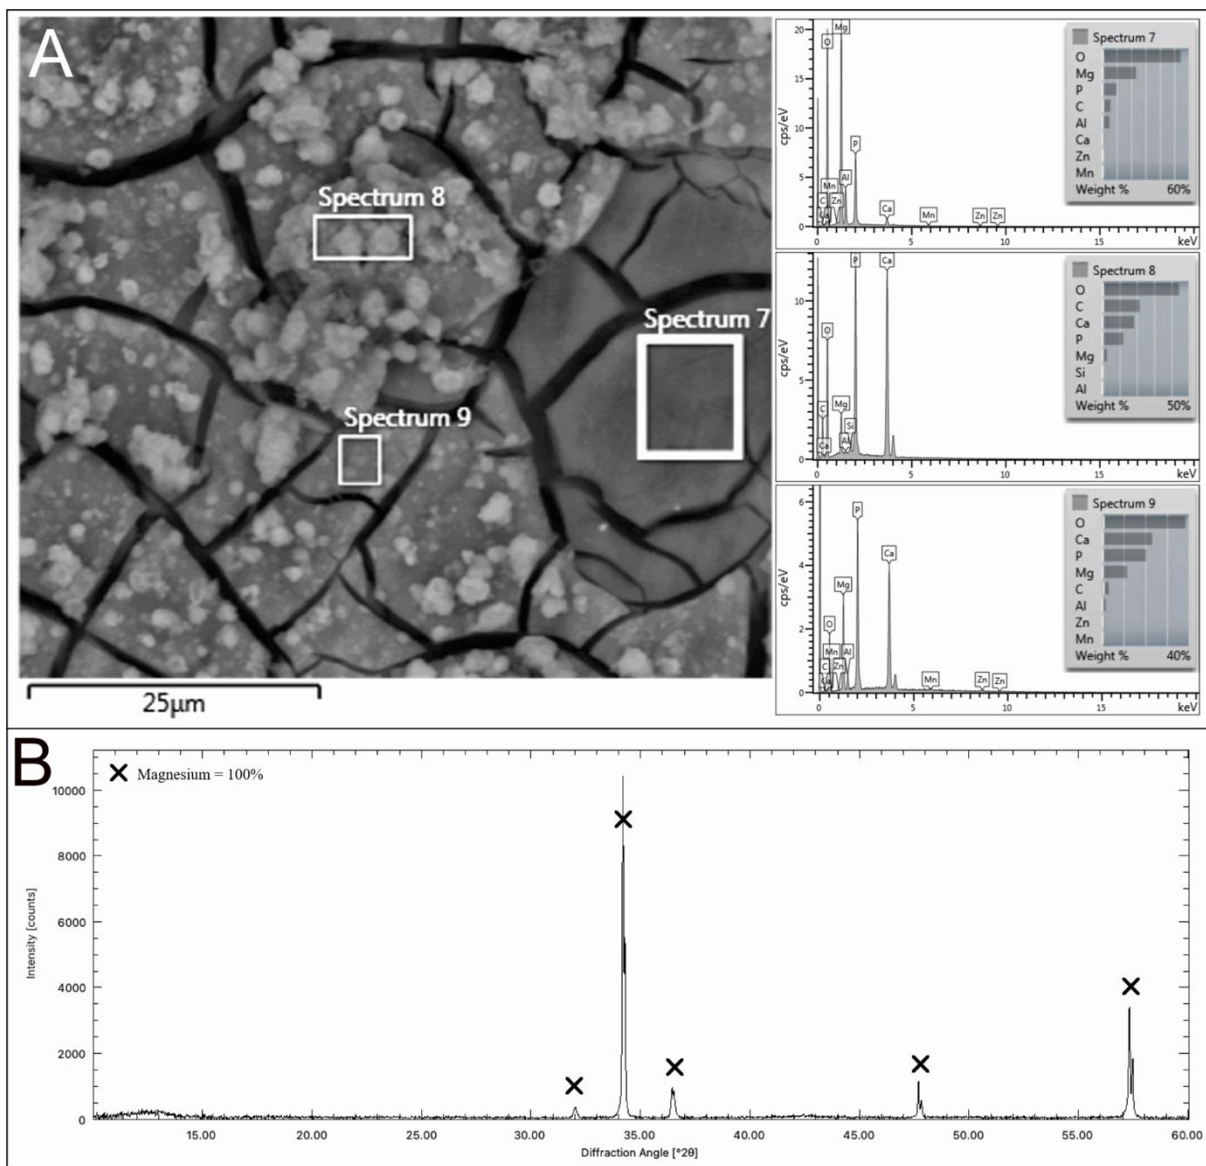 A
Spectrum 8
Spectrum 7
Spectrum 9
25µm
cps/eV
20
15
10
5
0
O
Mg
P
Mn
Al
C
Zn
Ca
Ca
Mn
Zn
Zn
0
5
10
15
keV
Spectrum 7
O
Mg
P
C
Al
Ca
Zn
Mn
Weight %
60%
cps/eV
10
5
0
P
Ca
O
Mg
C
Si
Al
Ca
0
5
10
15
keV
Spectrum 8
O
C
Ca
P
Mg
Si
Al
Weight %
50%
cps/eV
6
4
2
0
P
Ca
Mg
O
Mn
Al
C
Zn
Ca
Mn
Zn
Zn
0
5
10
15
keV
Spectrum 9
O
Ca
P
Mg
C
Al
Zn
Mn
Weight %
40%
B
Magnesium = 100%
Intensity [counts]
10000
8000
6000
4000
2000
0
15.00
20.00
25.00
30.00
35.00
40.00
45.00
50.00
55.00
60.00
Diffraction Angle [°2θ]